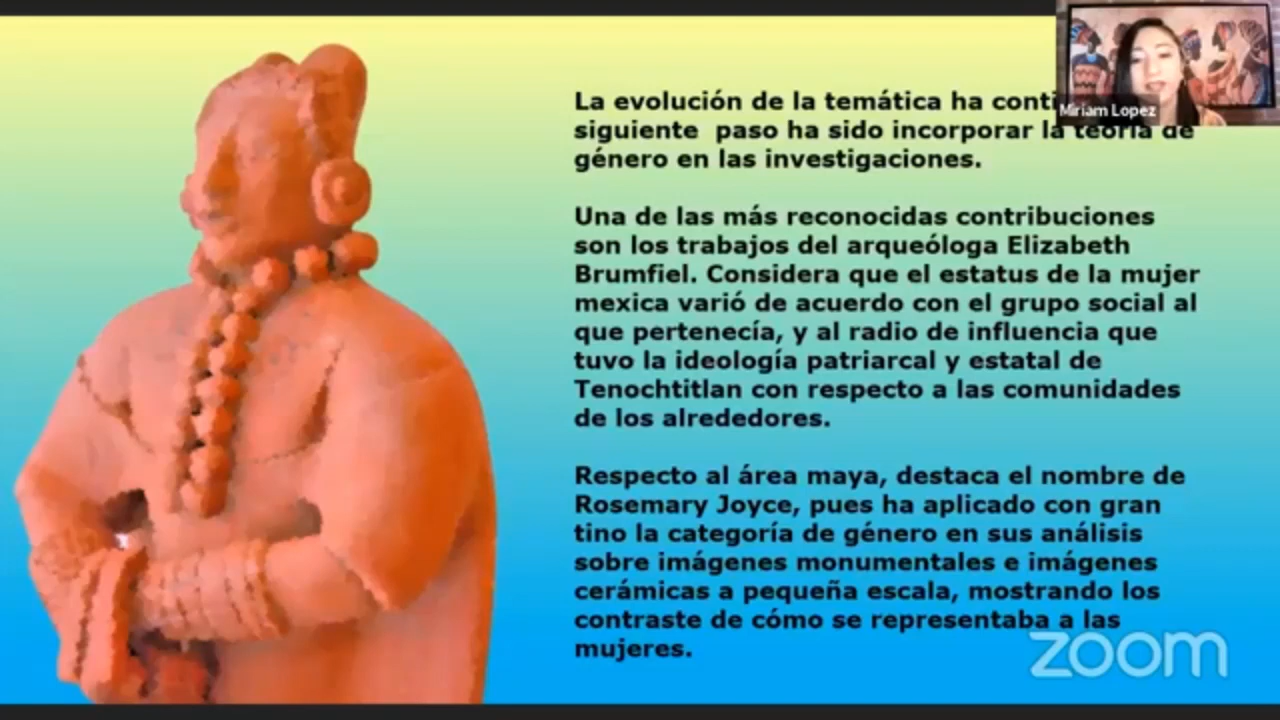 La evolución de la temática ha conti
siguiente paso ha sido incorporar la teoría de
género en las investigaciones.
Una de las más reconocidas contribuciones
son los trabajos del arqueóloga Elizabeth
Brumfiel. Considera que el estatus de la mujer
mexica varió de acuerdo con el grupo social al
que pertenecía, y al radio de influencia que
tuvo la ideología patriarcal y estatal de
Tenochtitlan con respecto a las comunidades
de los alrededores.
Respecto al área maya, destaca el nombre de
Rosemary Joyce, pues ha aplicado con gran
tino la categoría de género en sus análisis
sobre imágenes monumentales e imágenes
cerámicas a pequeña escala, mostrando los
contraste de cómo se representaba a las
mujeres.
Miriam Lopez
zoom